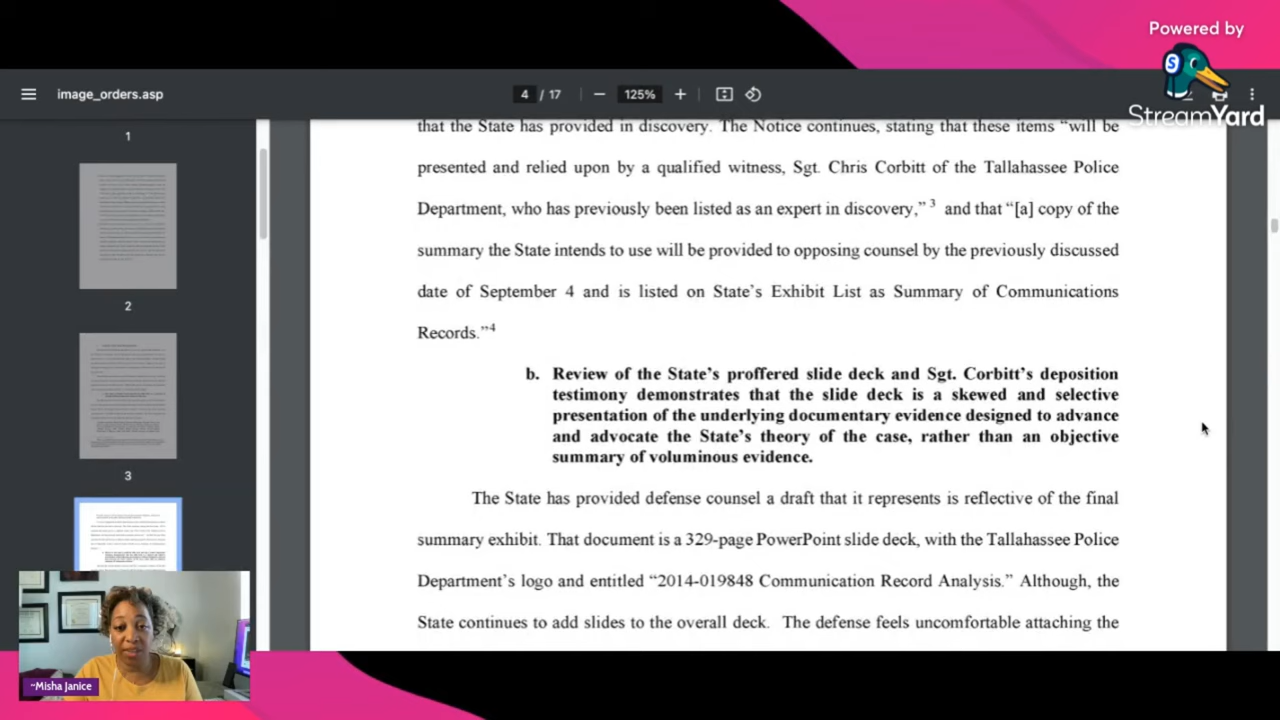 Powered by
StreamYard
image_orders.asp
4 / 17
125%
1
2
3
that the State has provided in discovery. The Notice continues, stating that these items “will be
presented and relied upon by a qualified witness, Sgt. Chris Corbitt of the Tallahassee Police
Department, who has previously been listed as an expert in discovery,” 3 and that “[a] copy of the
summary the State intends to use will be provided to opposing counsel by the previously discussed
date of September 4 and is listed on State’s Exhibit List as Summary of Communications
Records.”4
b. Review of the State’s proffered slide deck and Sgt. Corbitt’s deposition
testimony demonstrates that the slide deck is a skewed and selective
presentation of the underlying documentary evidence designed to advance
and advocate the State’s theory of the case, rather than an objective
summary of voluminous evidence.
The State has provided defense counsel a draft that it represents is reflective of the final
summary exhibit. That document is a 329-page PowerPoint slide deck, with the Tallahassee Police
Department’s logo and entitled “2014-019848 Communication Record Analysis.” Although, the
State continues to add slides to the overall deck. The defense feels uncomfortable attaching the
~Misha Janice